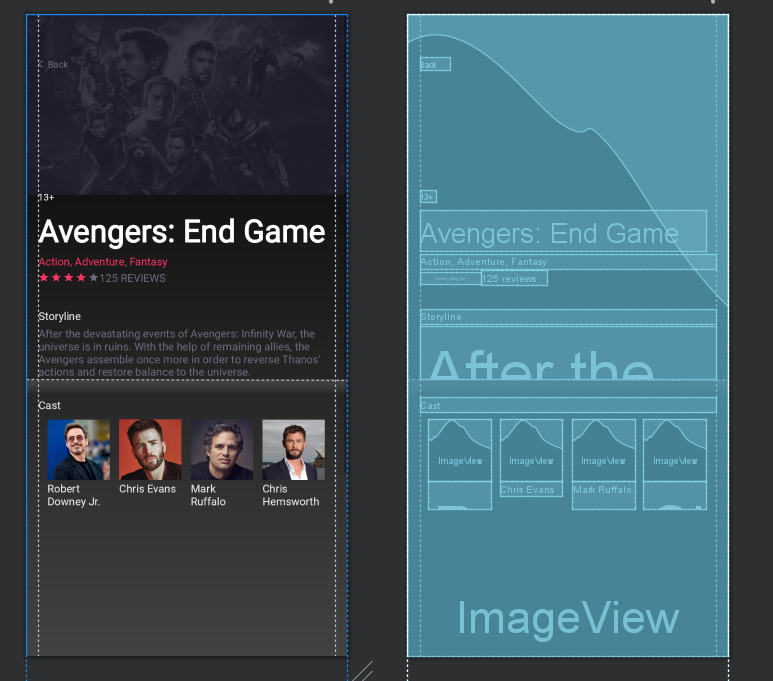 Back
13+
Avengers: End Game
Action, Adventure, Fantasy
125 REVIEWS
Storyline
After the devastating events of Avengers: Infinity War, the
universe is in ruins. With the help of remaining allies, the
Avengers assemble once more in order to reverse Thanos'
actions and restore balance to the universe.
Cast
Robert
Downey Jr.
Chris Evans
Mark
Ruffalo
Chris
Hemsworth
Back
13+
Avengers: End Game
Action, Adventure, Fantasy
125 reviews
Storyline
After the
Cast
ImageView
ImageView
ImageView
ImageView
Chris Evans
Mark Ruffalo
ImageView